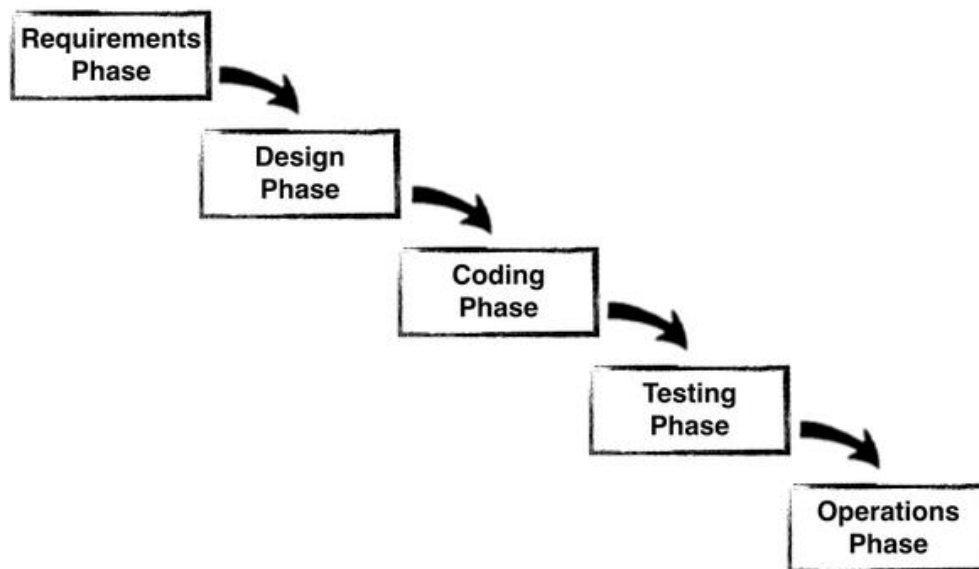 Requirements
Phase
Design
Phase
Coding
Phase
Testing
Phase
Operations
Phase